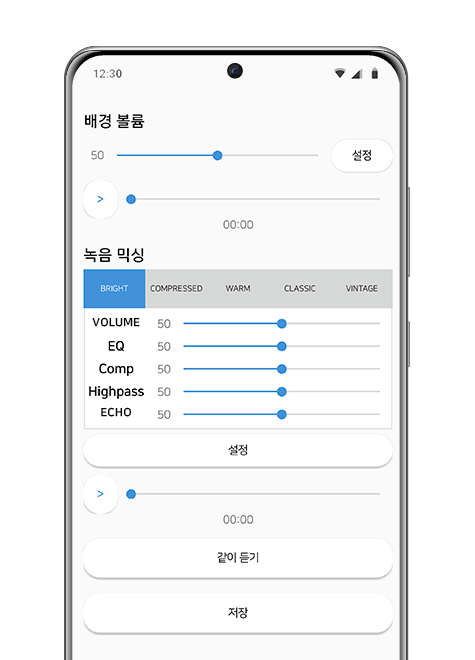 12:30
배경 볼륨
50 설정
>
00:00
녹음 믹싱
BRIGHT COMPRESSED WARM CLASSIC VINTAGE
VOLUME 50
EQ 50
Comp 50
Highpass 50
ECHO 50
설정
>
00:00
같이 듣기
저장